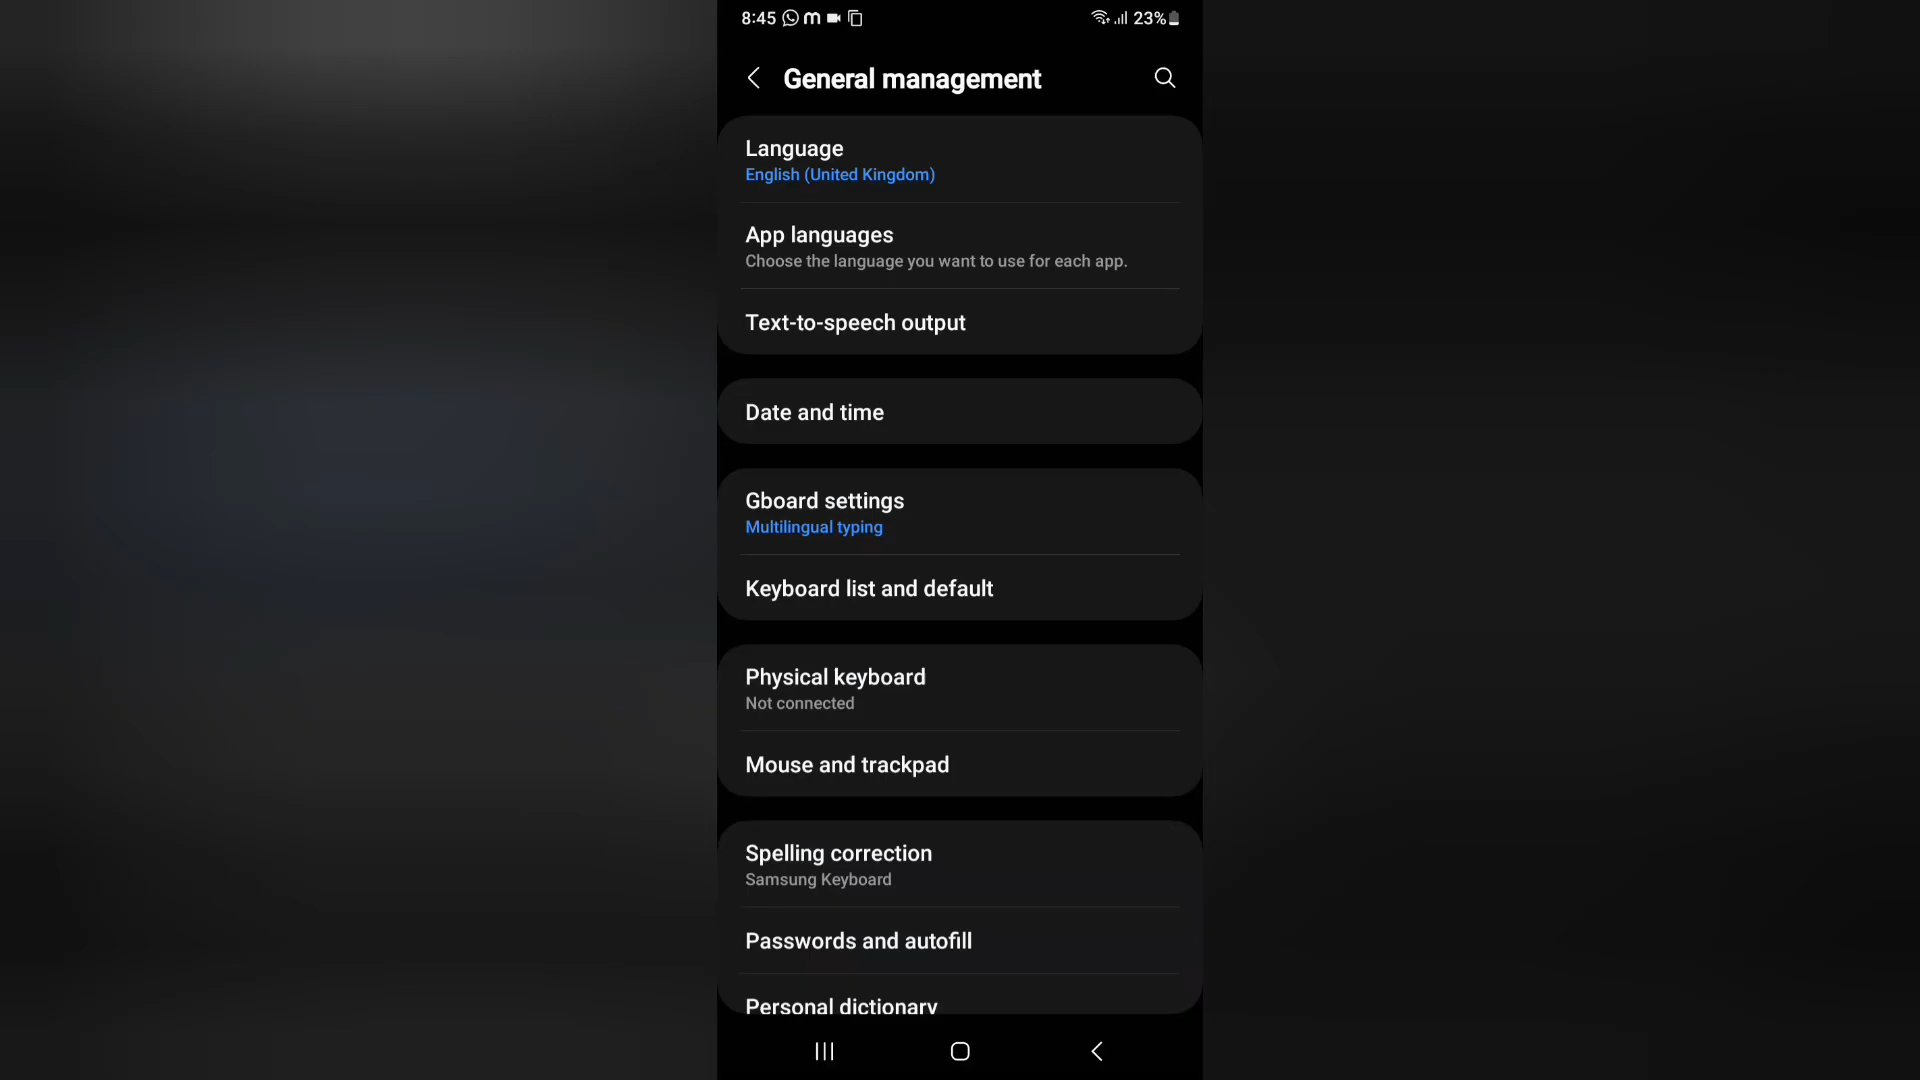 8:45 23%
General management
Language
English (United Kingdom)
App languages
Choose the language you want to use for each app.
Text-to-speech output
Date and time
Gboard settings
Multilingual typing
Keyboard list and default
Physical keyboard
Not connected
Mouse and trackpad
Spelling correction
Samsung Keyboard
Passwords and autofill
Personal dictionary